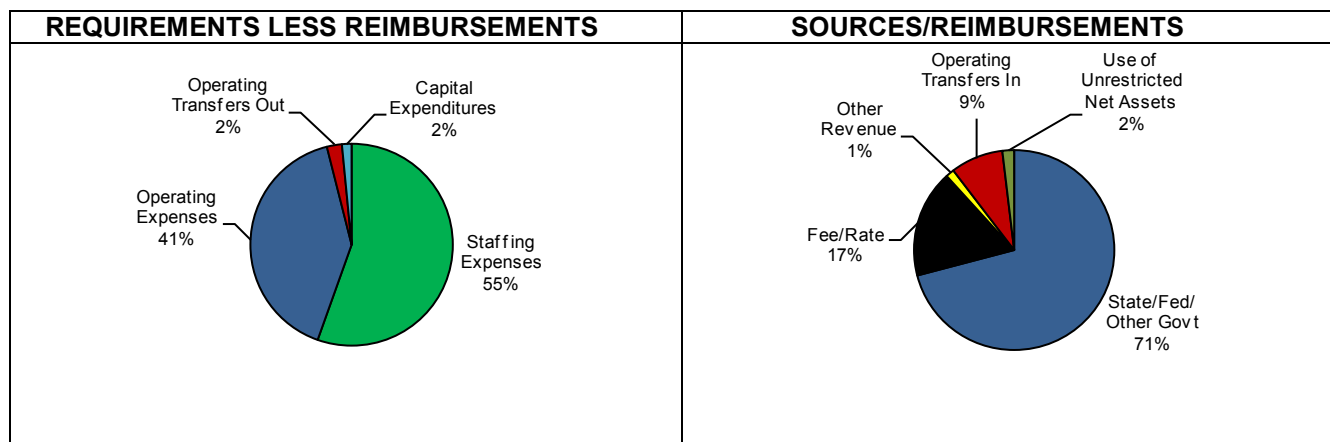 REQUIREMENTS LESS REIMBURSEMENTS
Operating
Transfers Out
2%
Capital
Expenditures
2%
Operating
Expenses
41%
Staffing
Expenses
55%
SOURCES/REIMBURSEMENTS
Operating
Transfers In
9%
Use of
Unrestricted
Net Assets
2%
Other
Revenue
1%
Fee/Rate
17%
State/Fed/
Other Govt
71%